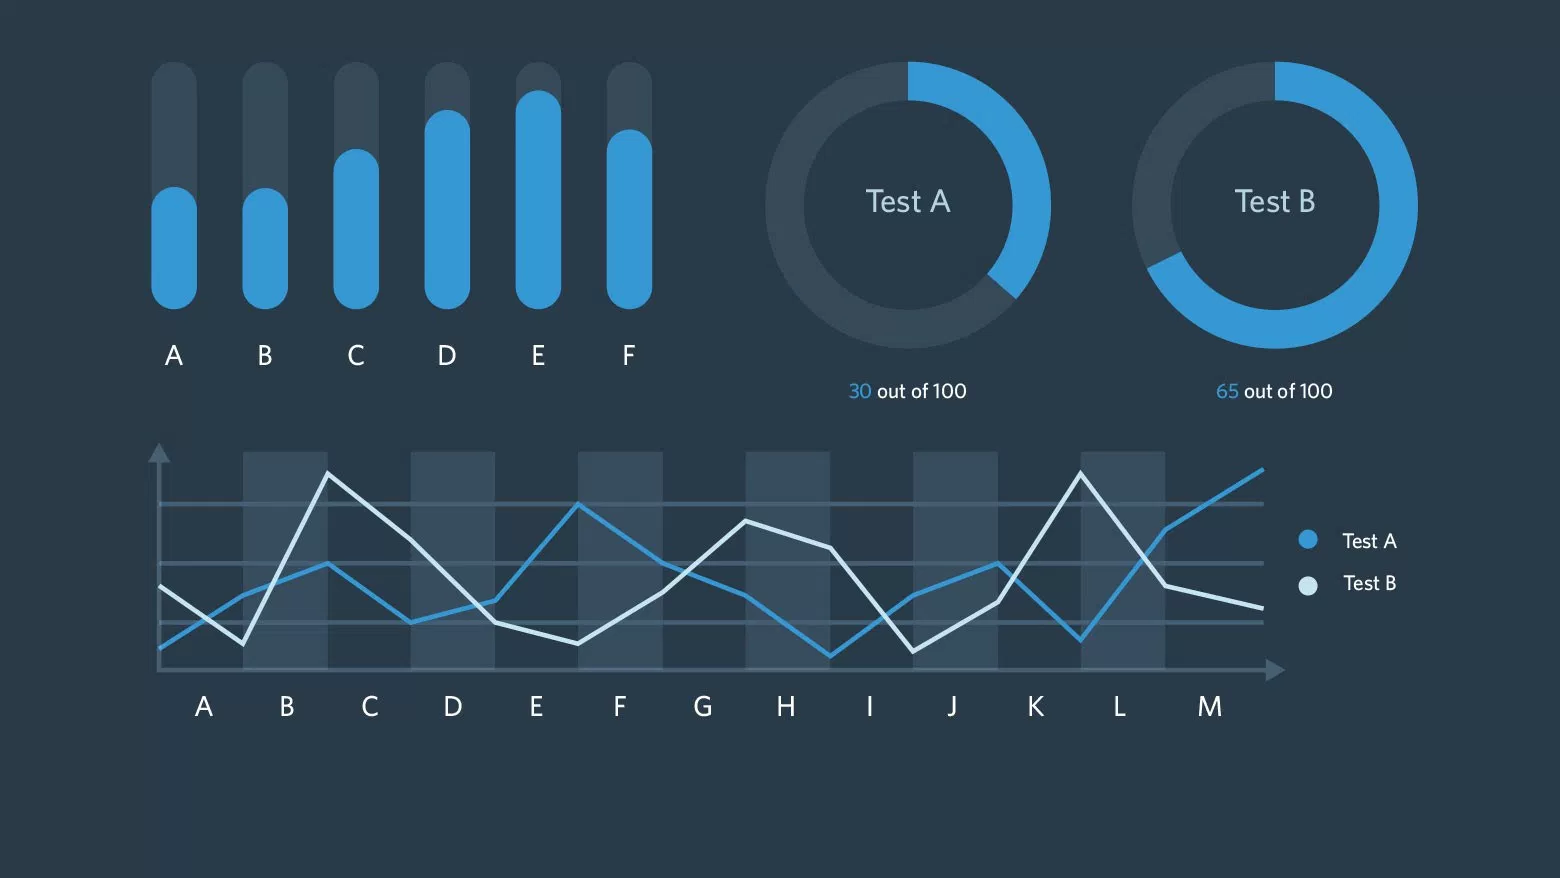 A B C D E F
Test A
Test B
30 out of 100
65 out of 100
Test A
Test B
A B C D E F G H I J K L M